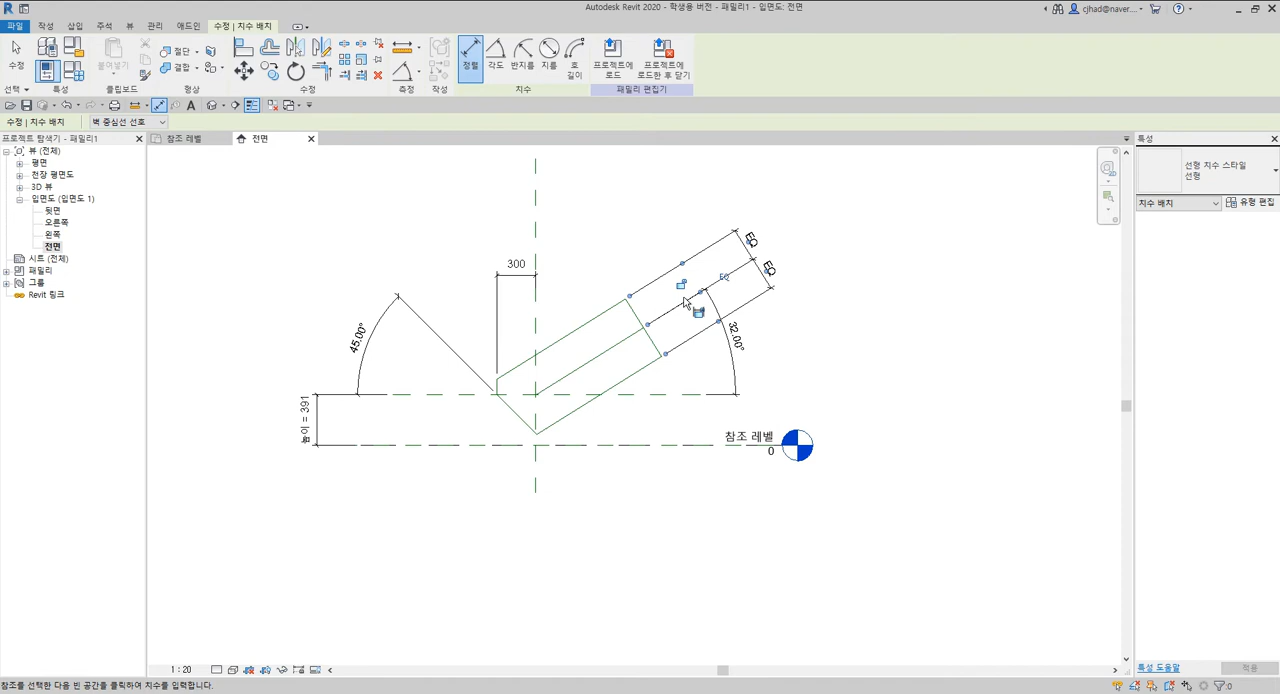 Autodesk Revit 2020 - 학생용 버전 - 패밀리1 - 입면도: 전면
cjhad@naver....
파일 작성 삽입 주석 뷰 관리 애드인 수정 | 치수 배치
수정
붙여넣기
절단
결합
정렬 각도 반지름 지름 호 길이
프로젝트에 로드
프로젝트에 로드한 후 닫기
선택 특성 클립보드 형상 수정 측정 작성 치수 패밀리 편집기
수정 | 치수 배치
벽 중심선 선호
프로젝트 탐색기 - 패밀리1
참조 레벨
전면
특성
뷰 (전체)
평면
천장 평면도
3D 뷰
입면도 (입면도 1)
뒷면
오른쪽
왼쪽
전면
시트 (전체)
패밀리
그룹
Revit 링크
선형 치수 스타일
선형
치수 배치
유형 편집
EQ
EQ
EQ
300
45.00°
32.00°
높이 = 391
참조 레벨
0
1 : 20
특성 도움말
적용
참조를 선택한 다음 빈 공간을 클릭하여 치수를 입력합니다.
:0